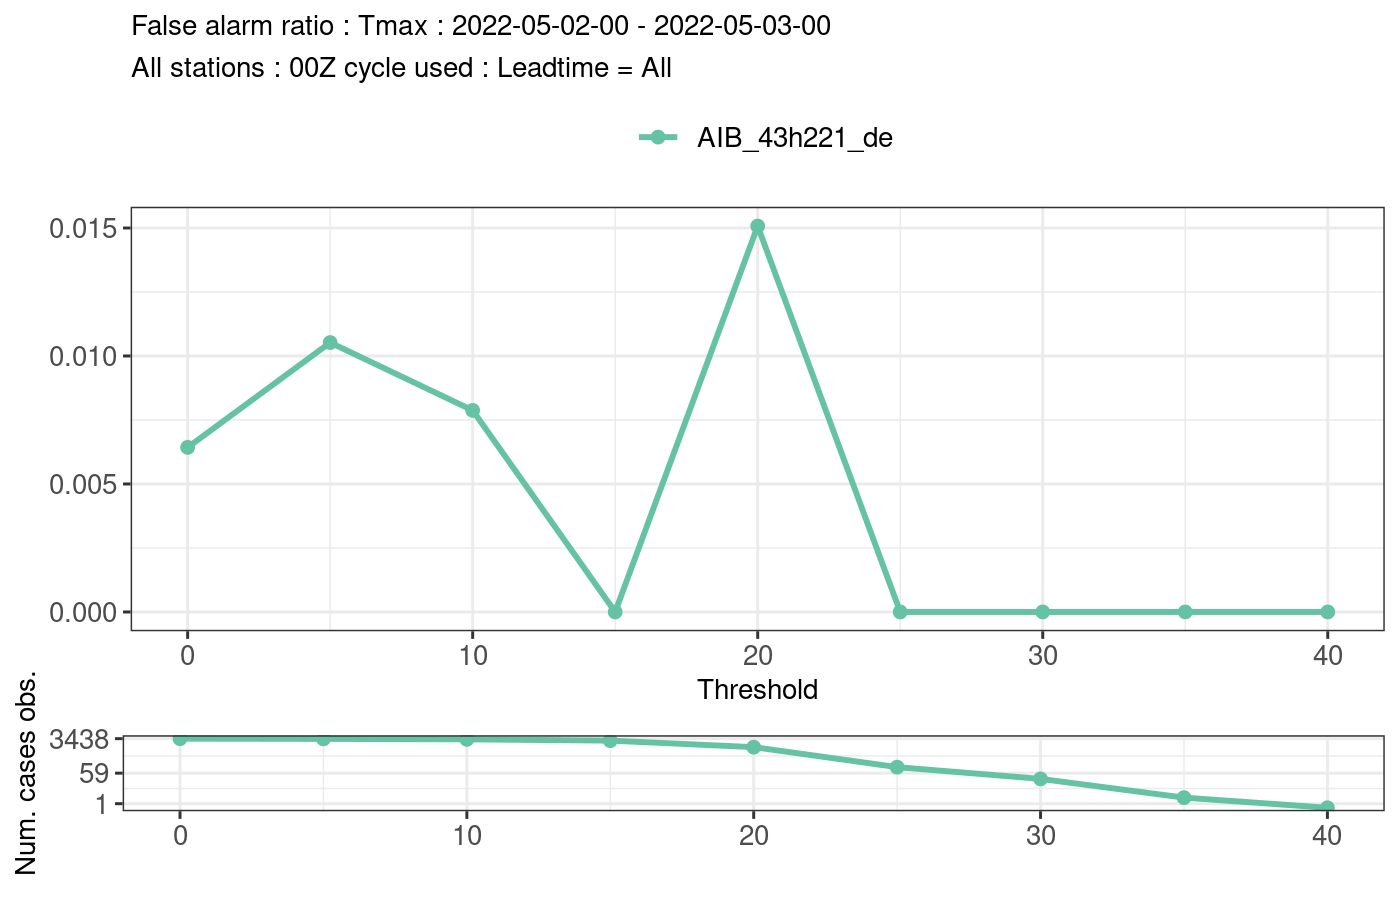 False alarm ratio : Tmax : 2022-05-02-00 - 2022-05-03-00
All stations : 00Z cycle used : Leadtime = All
AIB_43h221_de
0.015
0.010
0.005
0.000
0 10 20 30 40
Threshold
Num. cases obs.
3438
59
1
0 10 20 30 40